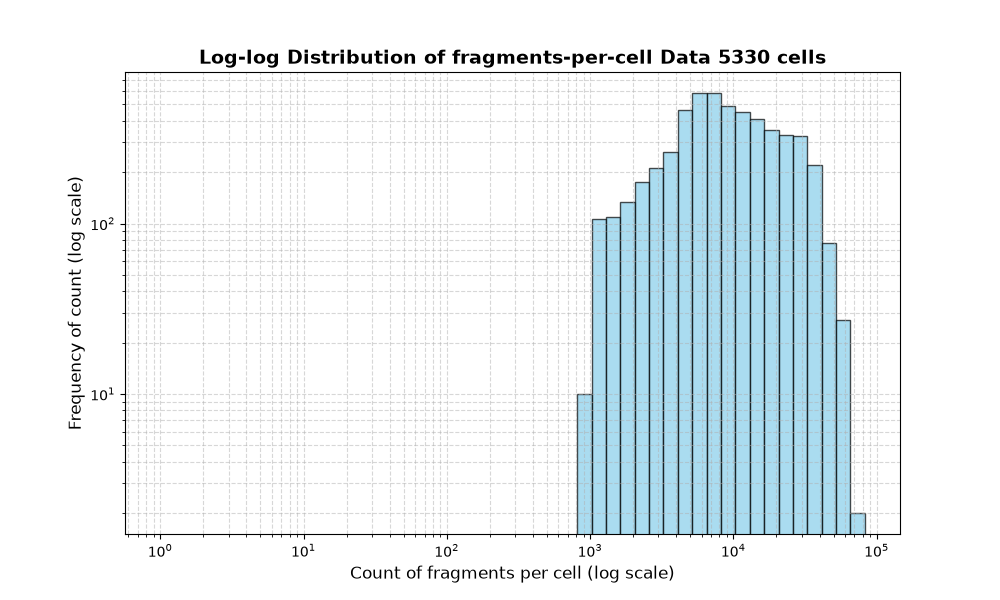 Log-log Distribution of fragments-per-cell Data 5330 cells
Frequency of count (log scale)
10²
10¹
10⁰ 10¹ 10² 10³ 10⁴ 10⁵
Count of fragments per cell (log scale)